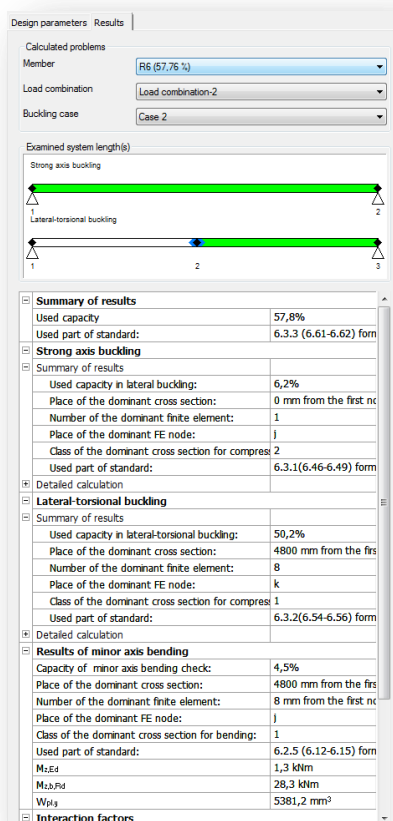 Design parameters Results
Calculated problems
Member R6 (57,76 %)
Load combination Load combination-2
Buckling case Case 2
Examined system length(s)
Strong axis buckling
1 2
Lateral-torsional buckling
1 2 3
Summary of results
Used capacity 57,8%
Used part of standard: 6.3.3 (6.61-6.62) form
Strong axis buckling
Summary of results
Used capacity in lateral buckling: 6,2%
Place of the dominant cross section: 0 mm from the first no
Number of the dominant finite element: 1
Place of the dominant FE node: j
Class of the dominant cross section for compres: 2
Used part of standard: 6.3.1(6.46-6.49) form
Detailed calculation
Lateral-torsional buckling
Summary of results
Used capacity in lateral-torsional buckling: 50,2%
Place of the dominant cross section: 4800 mm from the firs
Number of the dominant finite element: 8
Place of the dominant FE node: k
Class of the dominant cross section for compres: 1
Used part of standard: 6.3.2(6.54-6.56) form
Detailed calculation
Results of minor axis bending
Capacity of minor axis bending check: 4,5%
Place of the dominant cross section: 4800 mm from the firs
Number of the dominant finite element: 8 mm from the first no
Place of the dominant FE node: j
Class of the dominant cross section for bending: 1
Used part of standard: 6.2.5 (6.12-6.15) form
Mz,Ed 1,3 kNm
Mz,b,Rd 28,3 kNm
Wpl,g 5381,2 mm³
Interaction factors